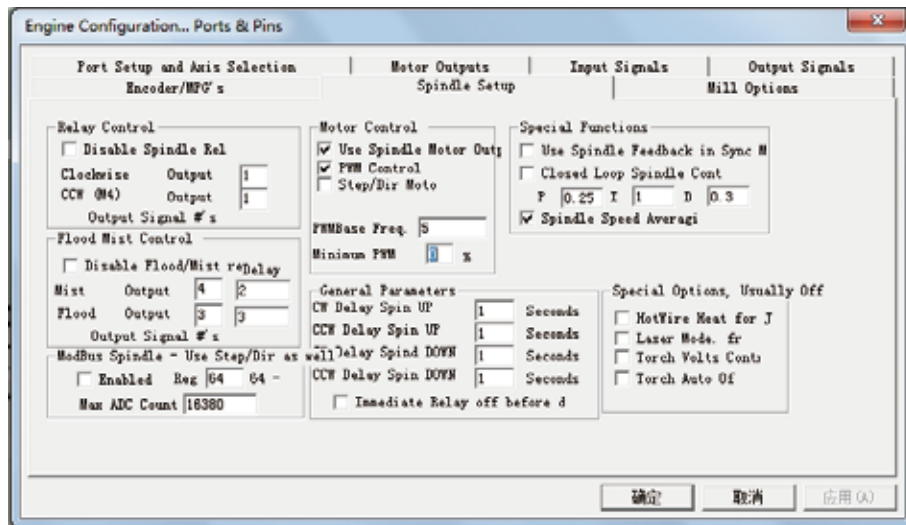 Engine Configuration... Ports & Pins
Port Setup and Axis Selection
Motor Outputs
Input Signals
Output Signals
Encoder/MPG's
Spindle Setup
Mill Options
Relay Control
Disable Spindle Rel
Clockwise Output 1
CCW (M4) Output 1
Output Signal #'s
Flood Mist Control
Disable Flood/Mist re Delay
Mist Output 4 2
Flood Output 3 3
Output Signal #'s
ModBus Spindle - Use Step/Dir as well
Enabled Reg 64 64 -
Max ADC Count 16380
Motor Control
Use Spindle Motor Outp
PWM Control
Step/Dir Moto
PWMBase Freq. 5
Minimum PWM 0 %
General Parameters
CW Delay Spin UP 1 Seconds
CCW Delay Spin UP 1 Seconds
Delay Spind DOWN 1 Seconds
CCW Delay Spin DOWN 1 Seconds
Immediate Relay off before d
Special Functions
Use Spindle Feedback in Sync M
Closed Loop Spindle Cont
P 0.25 I 1 D 0.3
Spindle Speed Averagi
Special Options, Usually Off
HotWire Heat for J
Laser Mode. fr
Torch Volts Cont
Torch Auto Of
确定
取消
应用(A)